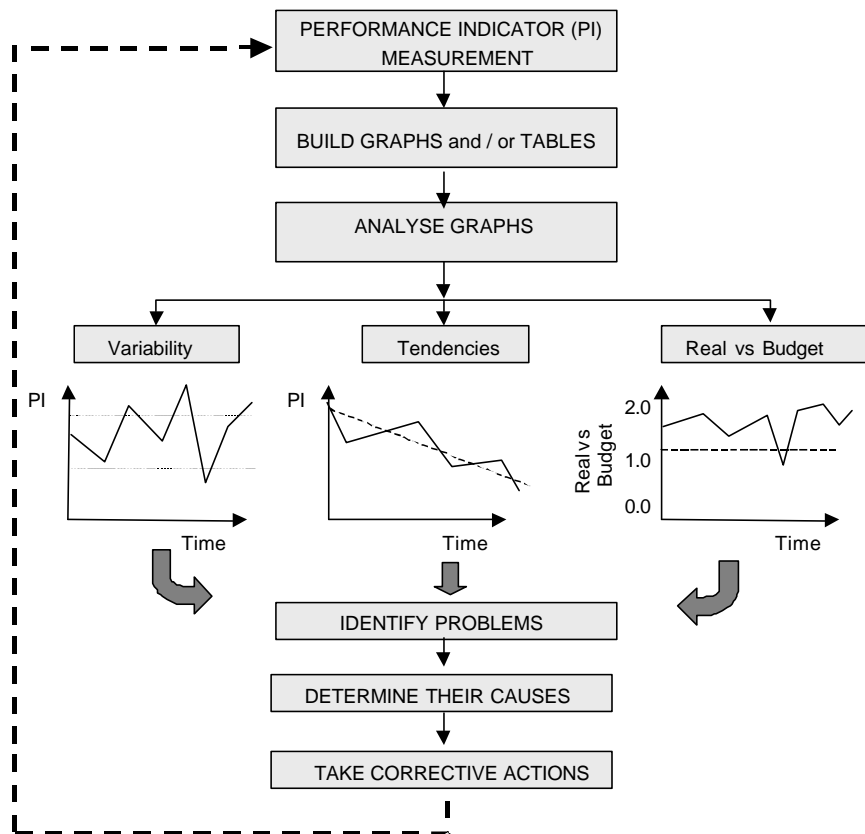 PERFORMANCE INDICATOR (PI)
MEASUREMENT
BUILD GRAPHS and / or TABLES
ANALYSE GRAPHS
Variability
Tendencies
Real vs Budget
PI
Time
PI
Time
Real vs
Budget
2.0
1.0
0.0
Time
IDENTIFY PROBLEMS
DETERMINE THEIR CAUSES
TAKE CORRECTIVE ACTIONS